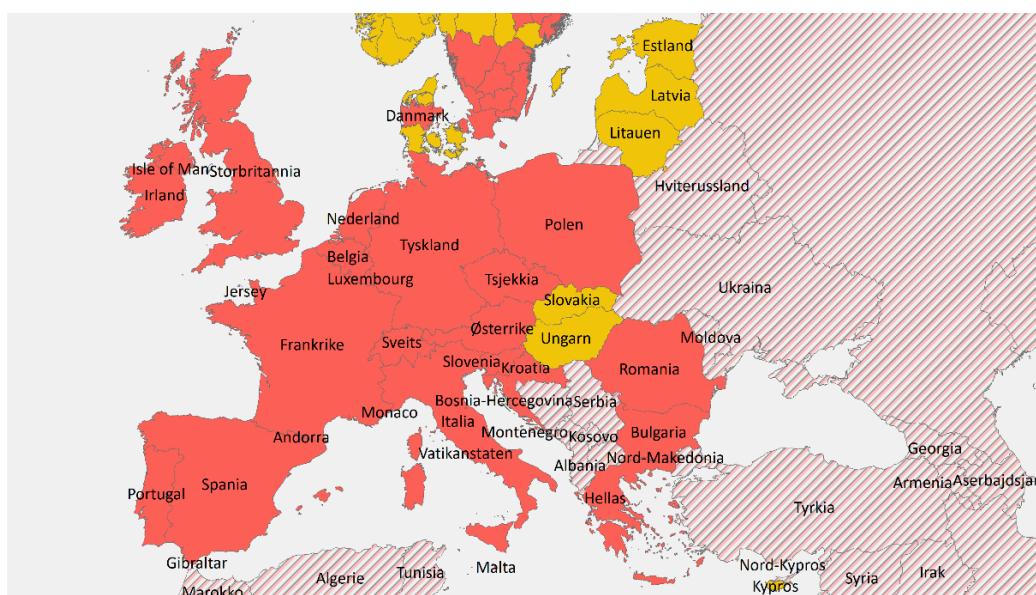 Estland
Latvia
Danmark
Litauen
Isle of Man
Storbritannia
Hviterussland
Irland
Nederland
Polen
Tyskland
Belgia
Luxembourg
Tsjekkia
Ukraina
Jersey
Slovakia
Østerrike
Ungarn
Moldova
Frankrike
Sveits
Slovenia
Kroatia
Romania
Bosnia-Hercegovina
Serbia
Monaco
Italia
Andorra
Montenegro
Kosovo
Bulgaria
Georgia
Vatikanstaten
Nord-Makedonia
Albania
Armenia
Aserbajdsjan
Portugal
Spania
Hellas
Tyrkia
Gibraltar
Malta
Nord-Kypros
Algerie
Tunisia
Syria
Irak
Marokko
Kypros